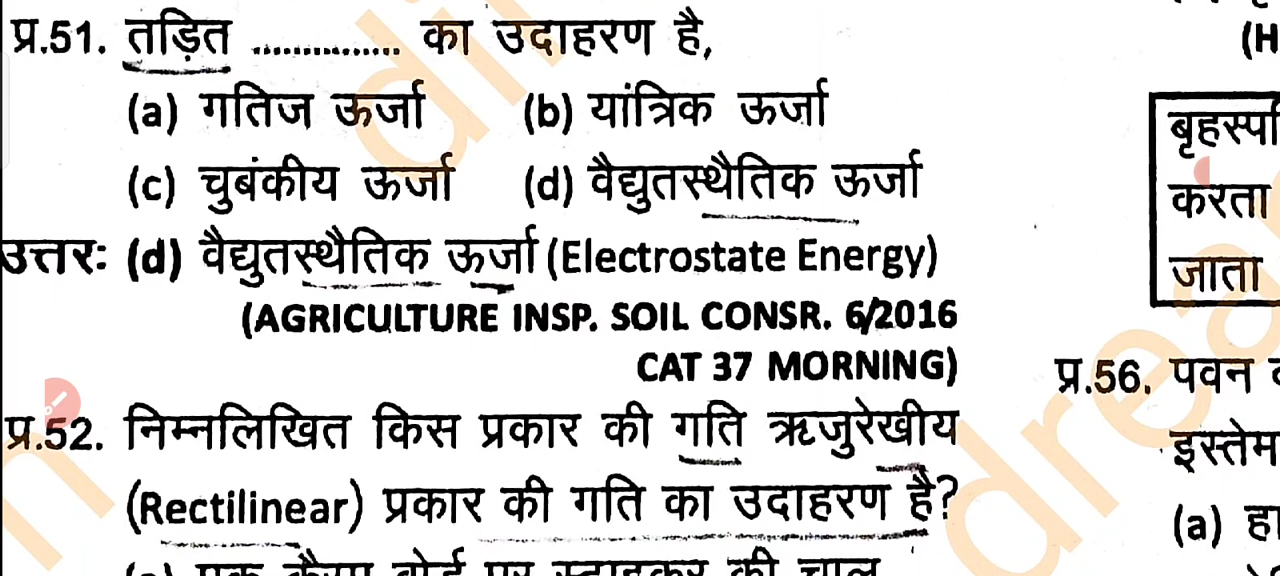 प्र.51. तड़ित ................ का उदाहरण है,
(a) गतिज ऊर्जा (b) यांत्रिक ऊर्जा
(c) चुबंकीय ऊर्जा (d) वैद्युतस्थैतिक ऊर्जा
उत्तरः (d) वैद्युतस्थैतिक ऊर्जा (Electrostate Energy)
(AGRICULTURE INSP. SOIL CONSR. 6/2016
CAT 37 MORNING)
प्र.52. निम्नलिखित किस प्रकार की गति ऋजुरेखीय
(Rectilinear) प्रकार की गति का उदाहरण है?
(H
करता
जाता
प्र.56. पवन
(a)